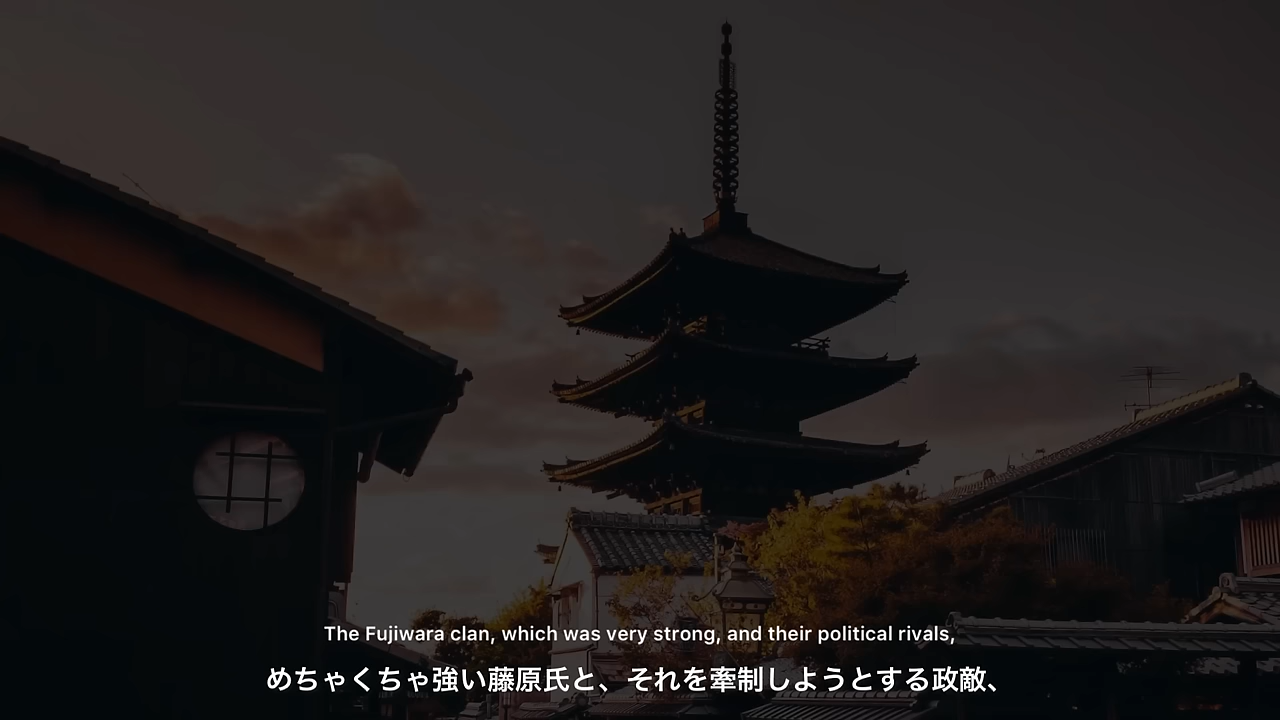 The Fujiwara clan, which was very strong, and their political rivals,
めちゃくちゃ強い藤原氏と、それを牽制しようとする政敵、